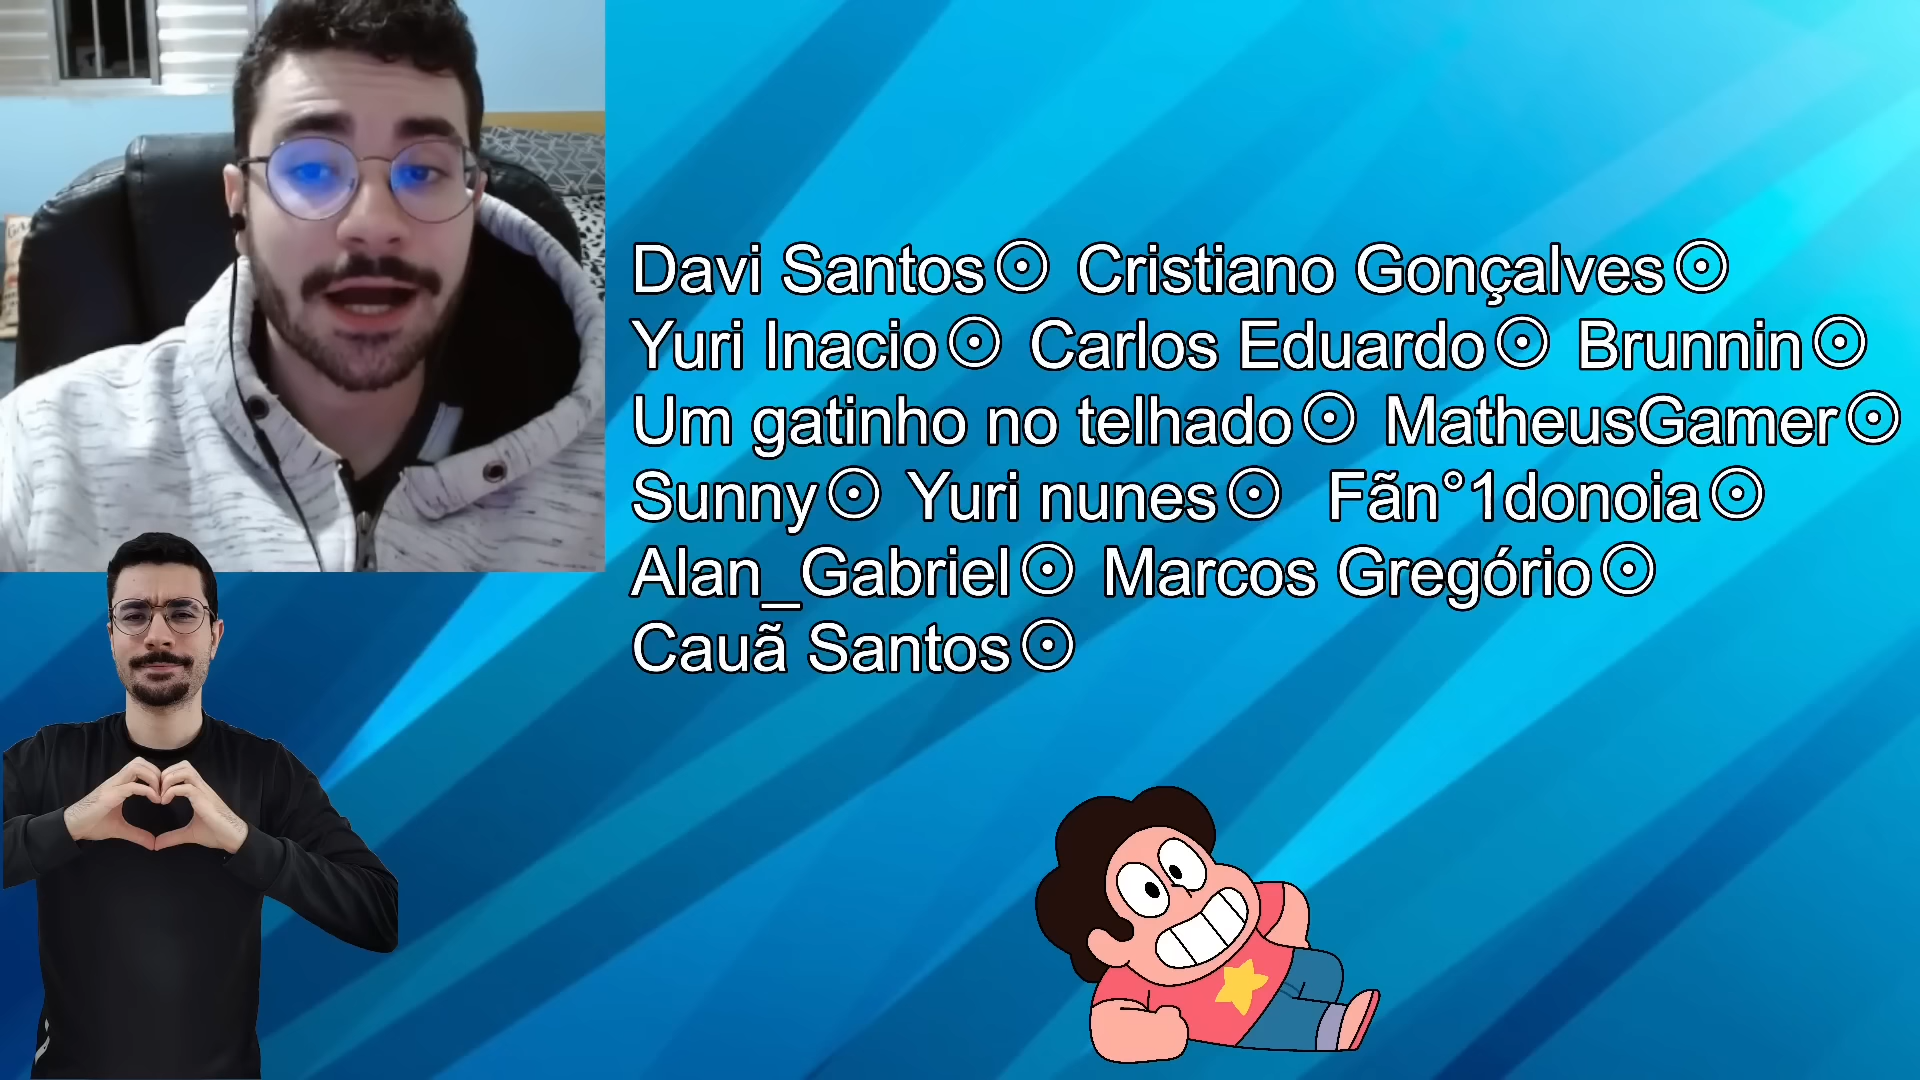 Davi Santos☉ Cristiano Gonçalves☉
Yuri Inacio☉ Carlos Eduardo☉ Brunnin☉
Um gatinho no telhado☉ MatheusGamer☉
Sunny☉ Yuri nunes☉ Fãn°1donoia☉
Alan_Gabriel☉ Marcos Gregório☉
Cauã Santos☉